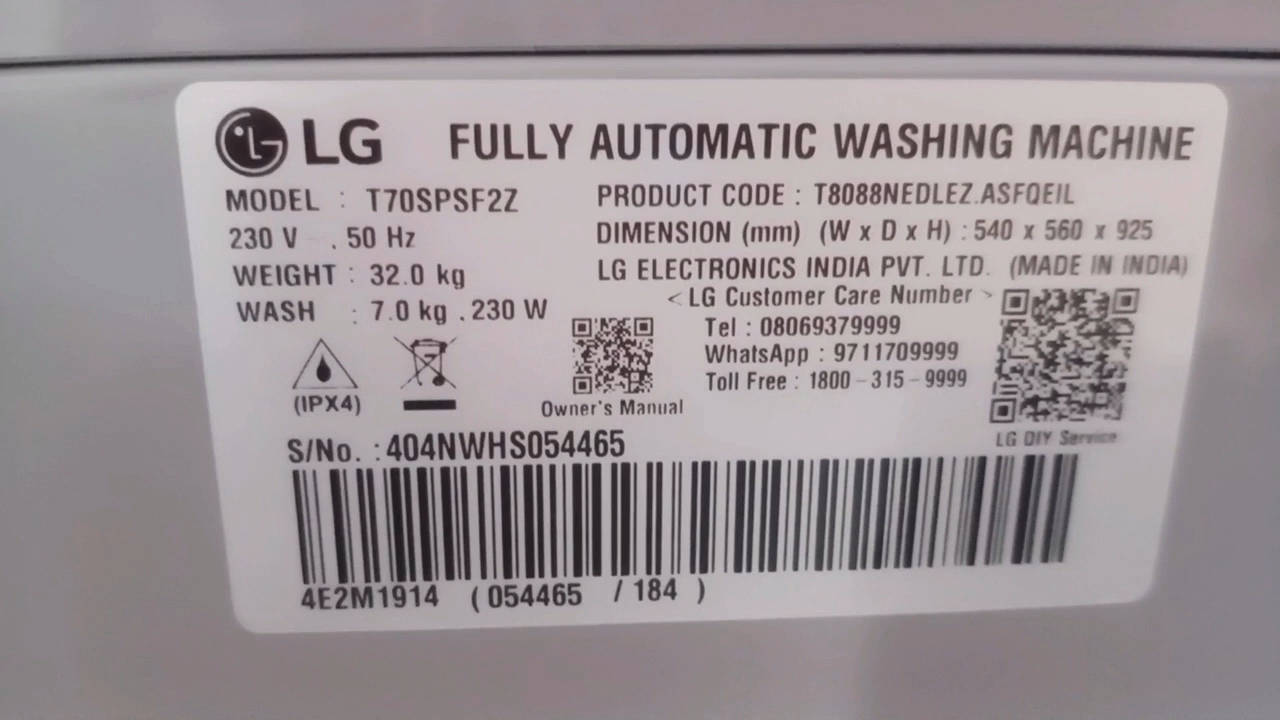 LG FULLY AUTOMATIC WASHING MACHINE
MODEL : T70SPSF2Z
PRODUCT CODE : T8088NEDLEZ.ASFQEIL
230 V . 50 Hz
DIMENSION (mm) (W x D x H) : 540 x 560 x 925
WEIGHT : 32.0 kg
LG ELECTRONICS INDIA PVT. LTD. (MADE IN INDIA)
WASH : 7.0 kg . 230 W
< LG Customer Care Number >
Tel : 08069379999
WhatsApp : 9711709999
Toll Free : 1800-315-9999
(IPX4)
Owner's Manual
LG DIY Service
S/No. : 404NWHS054465
4E2M1914 ( 054465 / 184 )